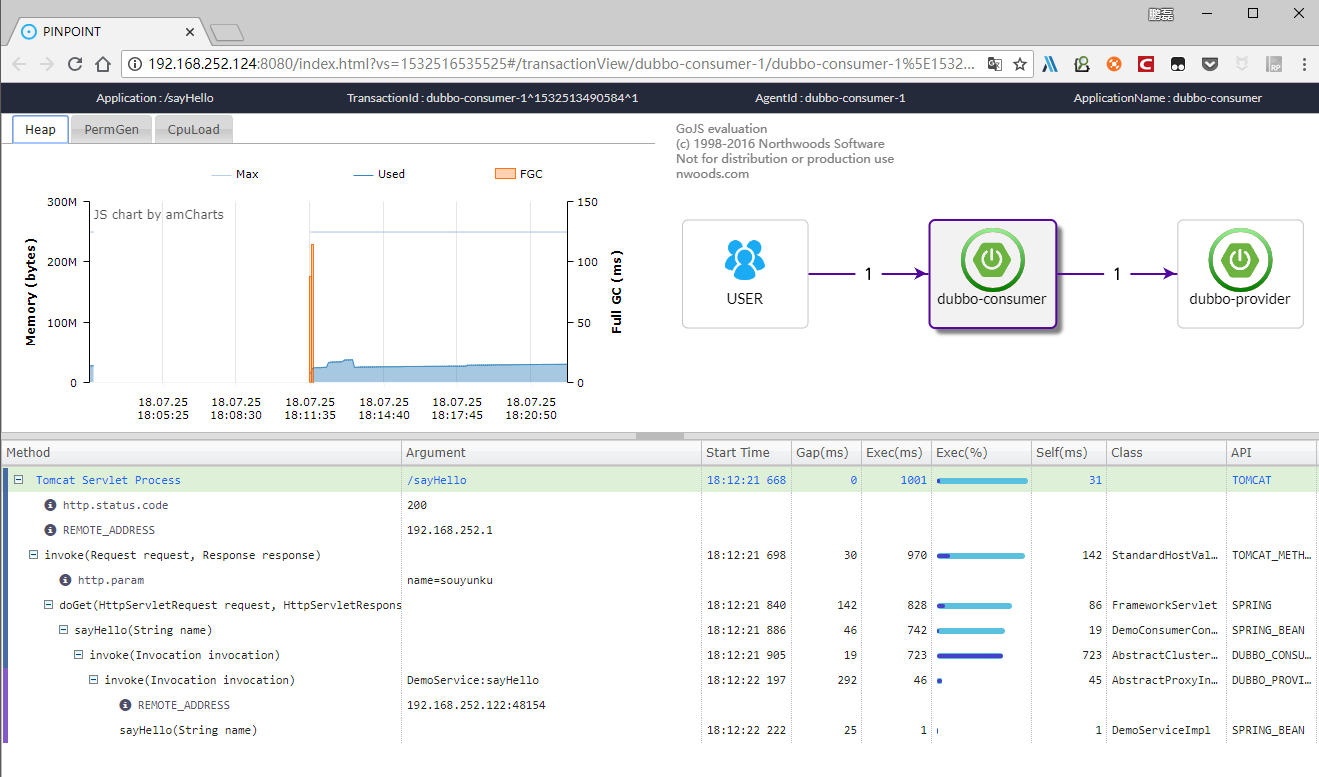 鹏磊
PINPOINT
192.168.252.124:8080/index.html?vs=1532516535525#/transactionView/dubbo-consumer-1/dubbo-consumer-1%5E1532...
Application : /sayHello TransactionId : dubbo-consumer-1^1532513490584^1 AgentId : dubbo-consumer-1 ApplicationName : dubbo-consumer
Heap PermGen CpuLoad
GoJS evaluation
(c) 1998-2016 Northwoods Software
Not for distribution or production use
nwoods.com
Max Used FGC
JS chart by amCharts
Memory (bytes)
300M
200M
100M
0
Full GC (ms)
150
100
50
0
18.07.25 18.07.25 18.07.25 18.07.25 18.07.25 18.07.25
18:05:25 18:08:30 18:11:35 18:14:40 18:17:45 18:20:50
USER 1 dubbo-consumer 1 dubbo-provider
Method Argument Start Time Gap(ms) Exec(ms) Exec(%) Self(ms) Class API
Tomcat Servlet Process /sayHello 18:12:21 668 0 1001 31 TOMCAT
http.status.code 200
REMOTE_ADDRESS 192.168.252.1
invoke(Request request, Response response) 18:12:21 698 30 970 142 StandardHostVal... TOMCAT_METH...
http.param name=souyunku
doGet(HttpServletRequest request, HttpServletRespons 18:12:21 840 142 828 86 FrameworkServlet SPRING
sayHello(String name) 18:12:21 886 46 742 19 DemoConsumerCon... SPRING_BEAN
invoke(Invocation invocation) 18:12:21 905 19 723 723 AbstractCluster... DUBBO_CONSU...
invoke(Invocation invocation) DemoService:sayHello 18:12:22 197 292 46 45 AbstractProxyIn... DUBBO_PROVI...
REMOTE_ADDRESS 192.168.252.122:48154
sayHello(String name) 18:12:22 222 25 1 1 DemoServiceImpl SPRING_BEAN